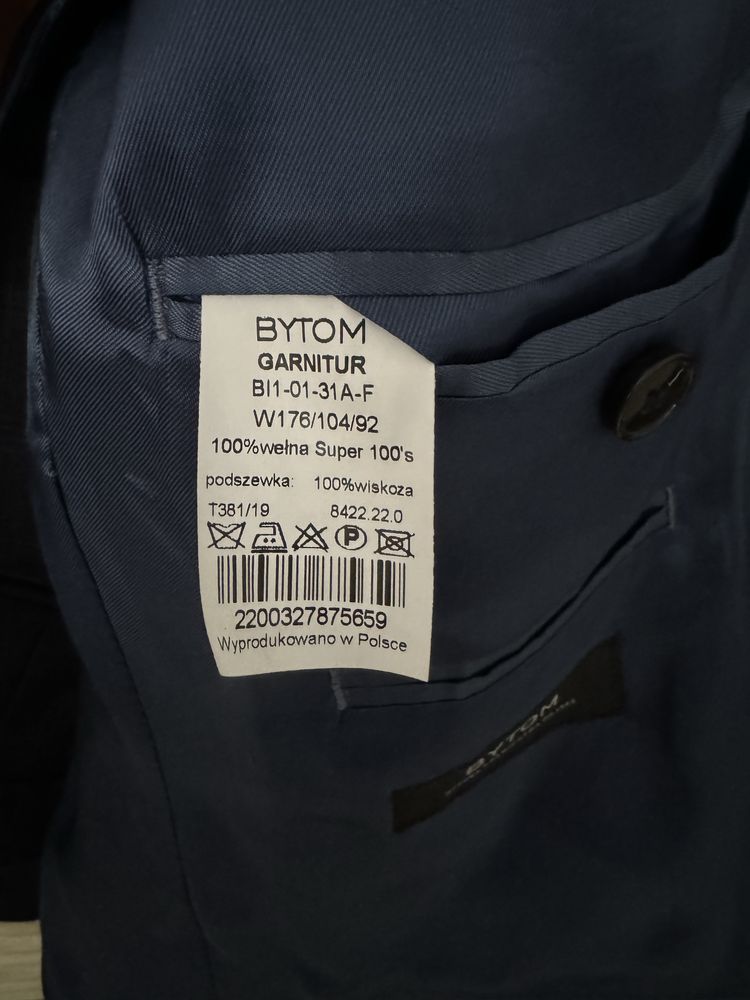 BYTOM
GARNITUR
BI1-01-31A-F
W176/104/92
100%wełna Super 100's
podszewka: 100%wiskoza
T381/19 8422.22.0
P
2200327875659
Wyprodukowano w Polsce
BYTOM